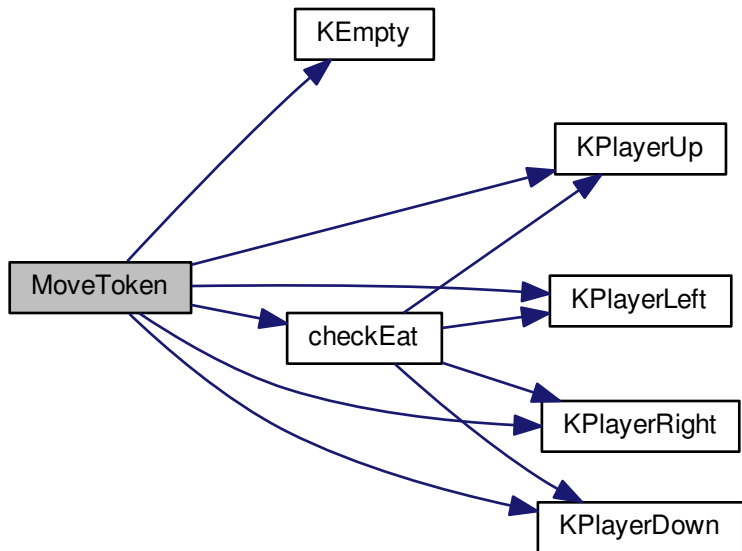 KEmpty
KPlayerUp
MoveToken
KPlayerLeft
checkEat
KPlayerRight
KPlayerDown